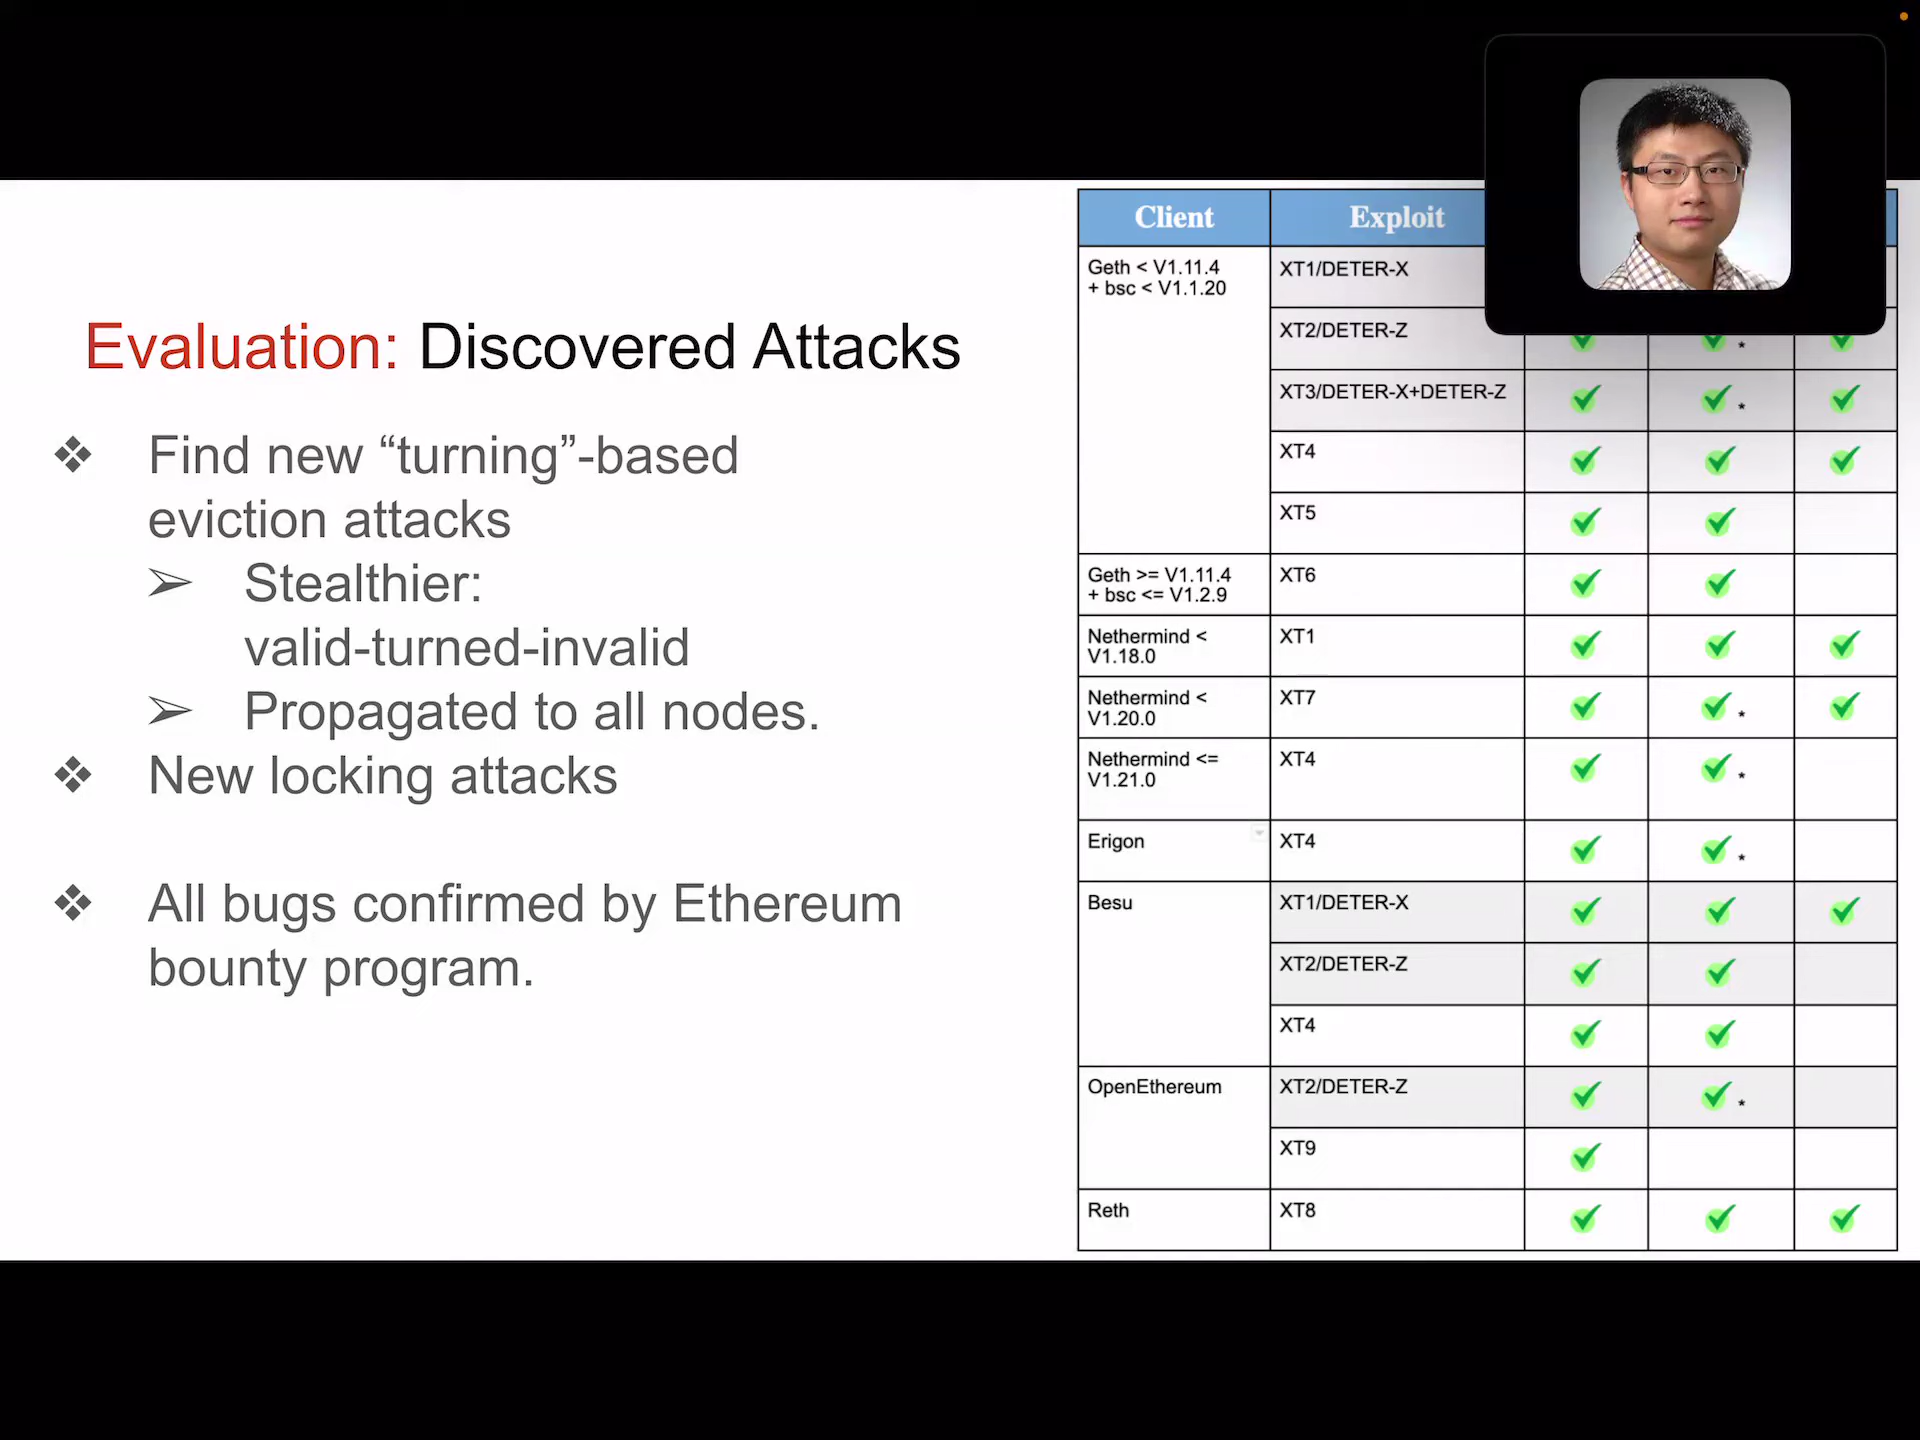 Evaluation: Discovered Attacks
❖ Find new “turning”-based
eviction attacks
➢ Stealthier:
valid-turned-invalid
➢ Propagated to all nodes.
❖ New locking attacks
❖ All bugs confirmed by Ethereum
bounty program.
Client Exploit
Geth < V1.11.4 XT1/DETER-X
+ bsc < V1.1.20
XT2/DETER-Z ✓ ✓* ✓
XT3/DETER-X+DETER-Z ✓ ✓* ✓
XT4 ✓ ✓ ✓
XT5 ✓ ✓
Geth >= V1.11.4 XT6 ✓ ✓
+ bsc <= V1.2.9
Nethermind < XT1 ✓ ✓ ✓
V1.18.0
Nethermind < XT7 ✓ ✓* ✓
V1.20.0
Nethermind <= XT4 ✓ ✓*
V1.21.0
Erigon XT4 ✓ ✓*
Besu XT1/DETER-X ✓ ✓ ✓
XT2/DETER-Z ✓ ✓
XT4 ✓ ✓
OpenEthereum XT2/DETER-Z ✓ ✓*
XT9 ✓
Reth XT8 ✓ ✓ ✓